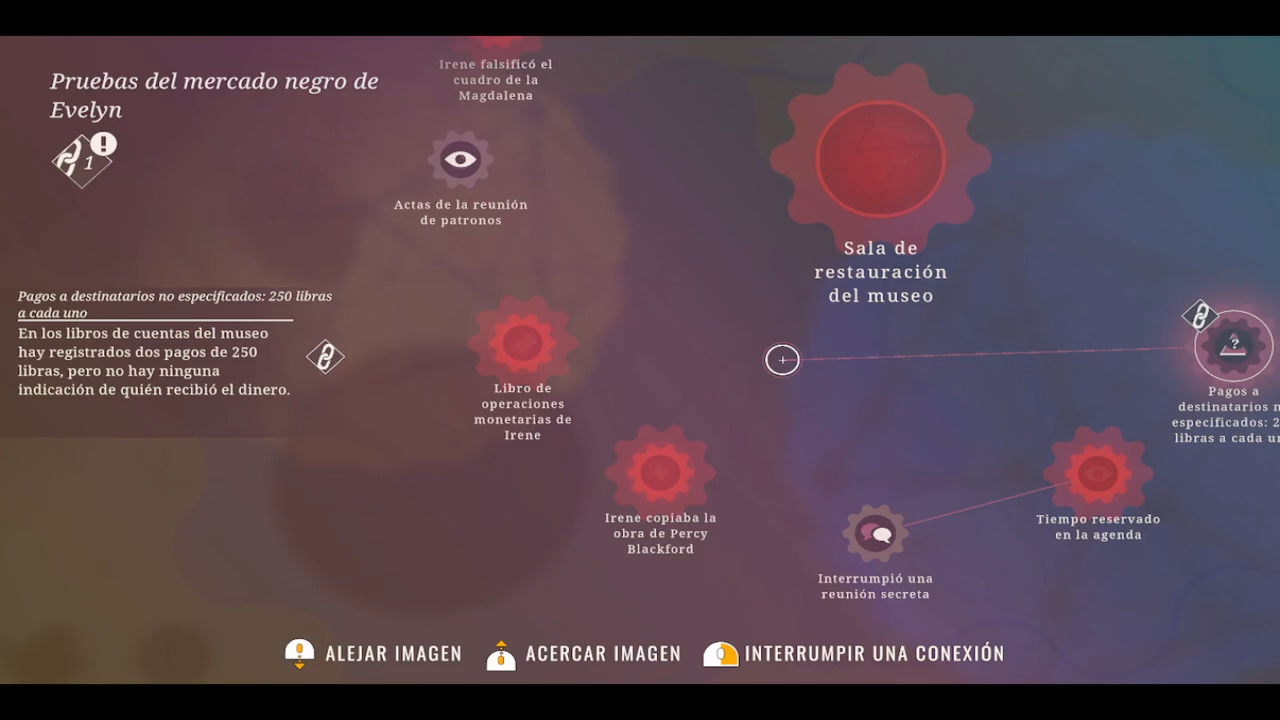 Pruebas del mercado negro de
Evelyn
1
Irene falsificó el
cuadro de la
Magdalena
Actas de la reunión
de patronos
Sala de
restauración
del museo
Pagos a destinatarios no especificados: 250 libras
a cada uno
En los libros de cuentas del museo
hay registrados dos pagos de 250
libras, pero no hay ninguna
indicación de quién recibió el dinero.
Libro de
operaciones
monetarias de
Irene
?
Pagos a
destinatarios n
especificados: 2
libras a cada un
Irene copiaba la
obra de Percy
Blackford
Tiempo reservado
en la agenda
Interrumpió una
reunión secreta
ALEJAR IMAGEN
ACERCAR IMAGEN
INTERRUMPIR UNA CONEXIÓN